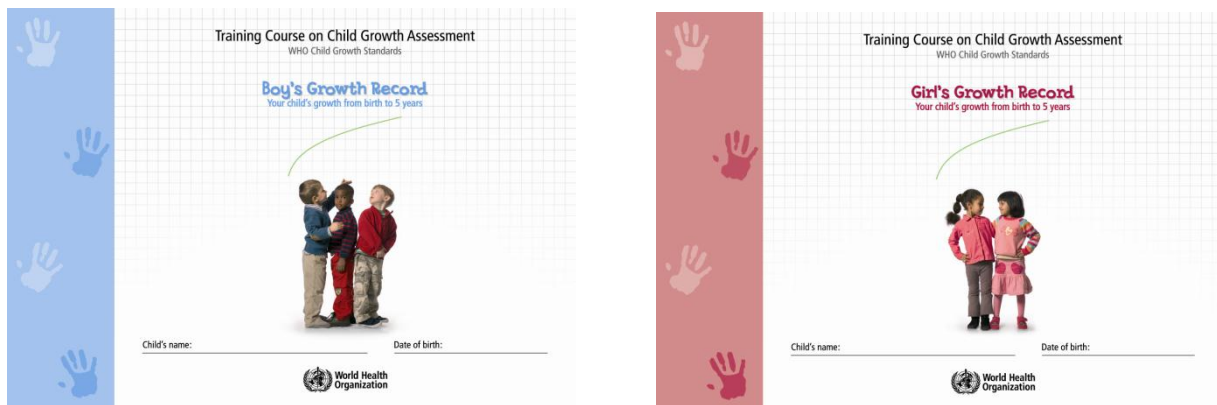 Training Course on Child Growth Assessment
WHO Child Growth Standards
Boy's Growth Record
Your child's growth from birth to 5 years
Child's name:
Date of birth:
World Health
Organization
Training Course on Child Growth Assessment
WHO Child Growth Standards
Girl's Growth Record
Your child's growth from birth to 5 years
Child's name:
Date of birth:
World Health
Organization